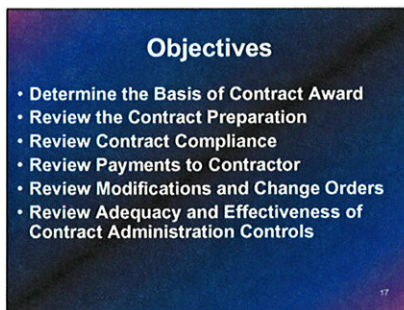 Objectives
• Determine the Basis of Contract Award
• Review the Contract Preparation
• Review Contract Compliance
• Review Payments to Contractor
• Review Modifications and Change Orders
• Review Adequacy and Effectiveness of
Contract Administration Controls
17